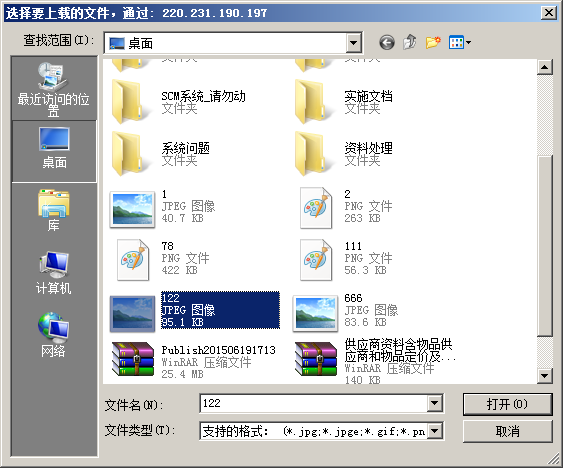 选择要上载的文件，通过: 220.231.190.197
查找范围(I):
桌面
最近访问的位
置
桌面
库
计算机
网络
文件夹
文件夹
SCM系统_请勿动
文件夹
实施文档
文件夹
系统问题
文件夹
资料处理
文件夹
1
JPEG 图像
40.7 KB
2
PNG 文件
263 KB
78
PNG 文件
422 KB
111
PNG 文件
56.3 KB
122
JPEG 图像
95.1 KB
666
JPEG 图像
83.6 KB
Publish201506191713
WinRAR 压缩文件
25.4 MB
供应商资料含物品供
应商和物品定价及...
WinRAR 压缩文件
140 KB
文件名(N):
122
打开(O)
文件类型(T):
支持的格式: (*.jpg;*.jpge;*.gif;*.pn
取消